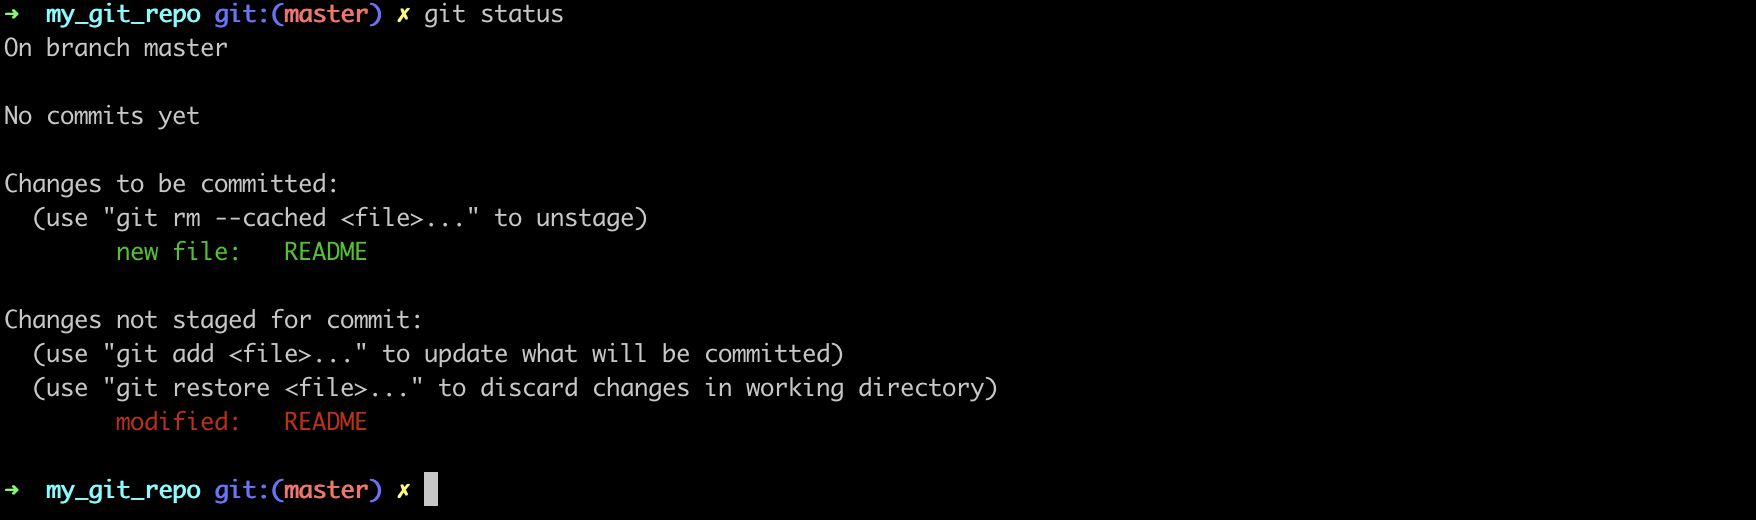 ➜  my_git_repo git:(master) ✗ git status
On branch master

No commits yet

Changes to be committed:
  (use "git rm --cached <file>..." to unstage)
        new file:   README

Changes not staged for commit:
  (use "git add <file>..." to update what will be committed)
  (use "git restore <file>..." to discard changes in working directory)
        modified:   README

➜  my_git_repo git:(master) ✗